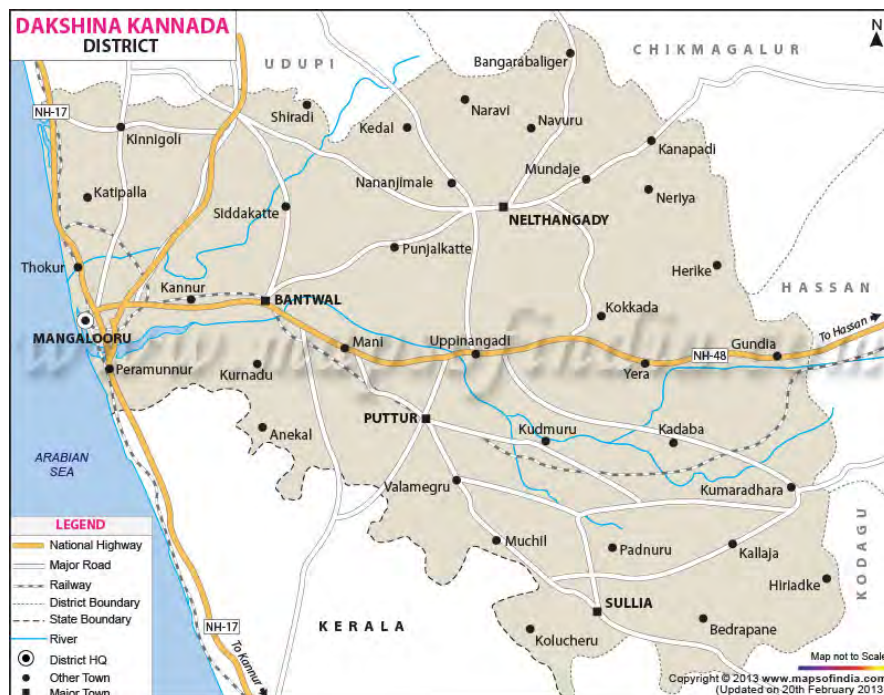 DAKSHINA KANNADA
DISTRICT
N
UDUPI
CHIKMAGALUR
Bangarabaliger
NH-17
Kinnigoli
Shiradi
Kedal
Naravi
Navuru
Kanapadi
Mundaje
Nananjimale
Katipalla
Siddakatte
NELTHANGADY
Neriya
Punjalkatte
Herike
HASSAN
Thokur
Kannur
BANTWAL
Kokkada
MANGALOORU
Mani
Uppinangadi
Gundia
To Hassan
NH-48
Yera
Peramunnur
Kurnadu
PUTTUR
Kudmuru
Kadaba
Anekal
ARABIAN
SEA
Valamegru
Kumaradhara
KODAGU
Muchil
Padnuru
Kallaja
Hiriadke
SULLIA
Kolucheru
Bedrapane
KERALA
NH-17
To Kannur
LEGEND
National Highway
Major Road
Railway
District Boundary
State Boundary
River
District HQ
Other Town
Major Town
Map not to Scale
Copyright © 2013 www.mapsofindia.com
(Updated on 20th February 2013